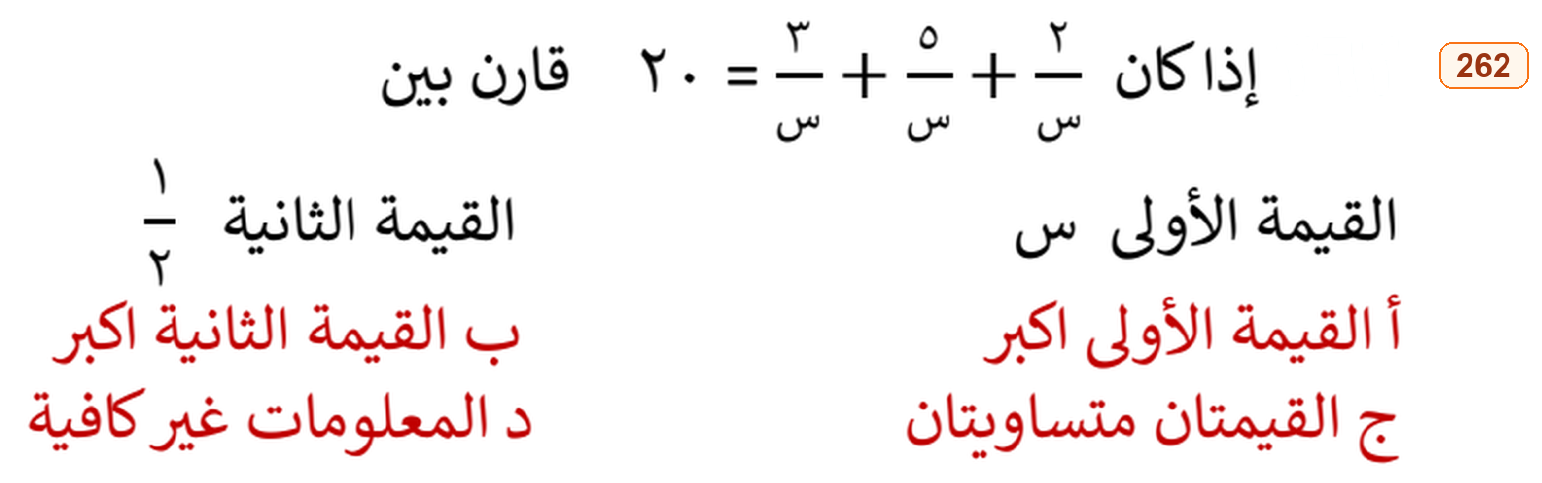 262
إذا كان ٢/س + ٥/س + ٣/س = ٢٠ قارن بين
القيمة الأولى س القيمة الثانية ١/٢
أ القيمة الأولى اكبر ب القيمة الثانية اكبر
ج القيمتان متساويتان د المعلومات غير كافية